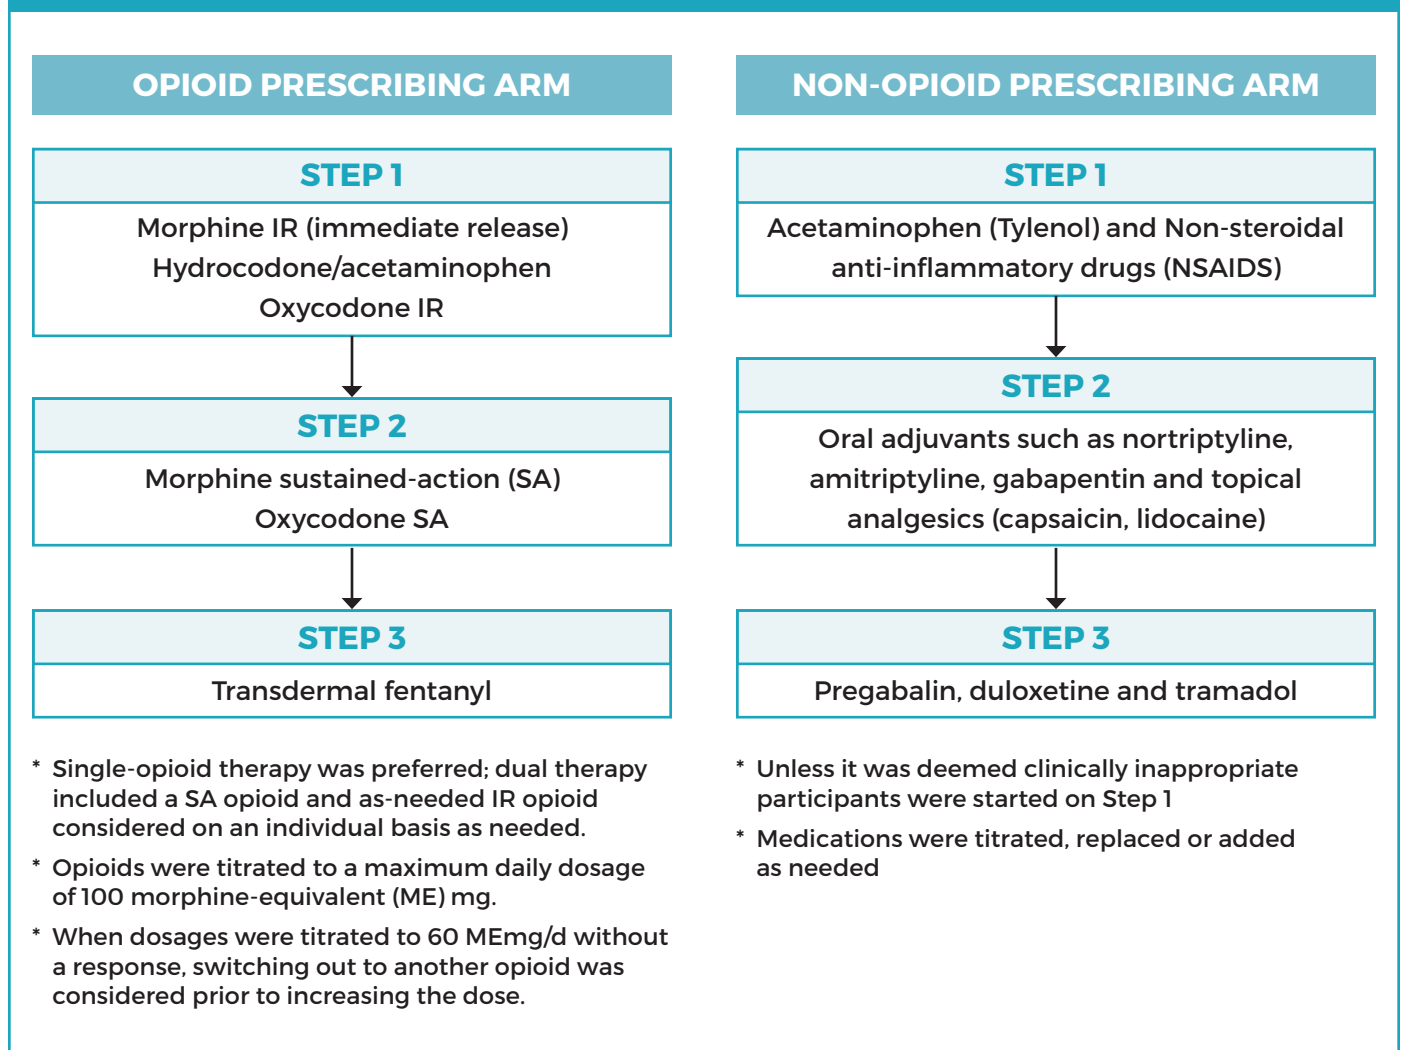 OPIOID PRESCRIBING ARM
STEP 1
Morphine IR (immediate release)
Hydrocodone/acetaminophen
Oxycodone IR
STEP 2
Morphine sustained-action (SA)
Oxycodone SA
STEP 3
Transdermal fentanyl
* Single-opioid therapy was preferred; dual therapy
included a SA opioid and as-needed IR opioid
considered on an individual basis as needed.
* Opioids were titrated to a maximum daily dosage
of 100 morphine-equivalent (ME) mg.
* When dosages were titrated to 60 MEmg/d without
a response, switching out to another opioid was
considered prior to increasing the dose.
NON-OPIOID PRESCRIBING ARM
STEP 1
Acetaminophen (Tylenol) and Non-steroidal
anti-inflammatory drugs (NSAIDS)
STEP 2
Oral adjuvants such as nortriptyline,
amitriptyline, gabapentin and topical
analgesics (capsaicin, lidocaine)
STEP 3
Pregabalin, duloxetine and tramadol
* Unless it was deemed clinically inappropriate
participants were started on Step 1
* Medications were titrated, replaced or added
as needed